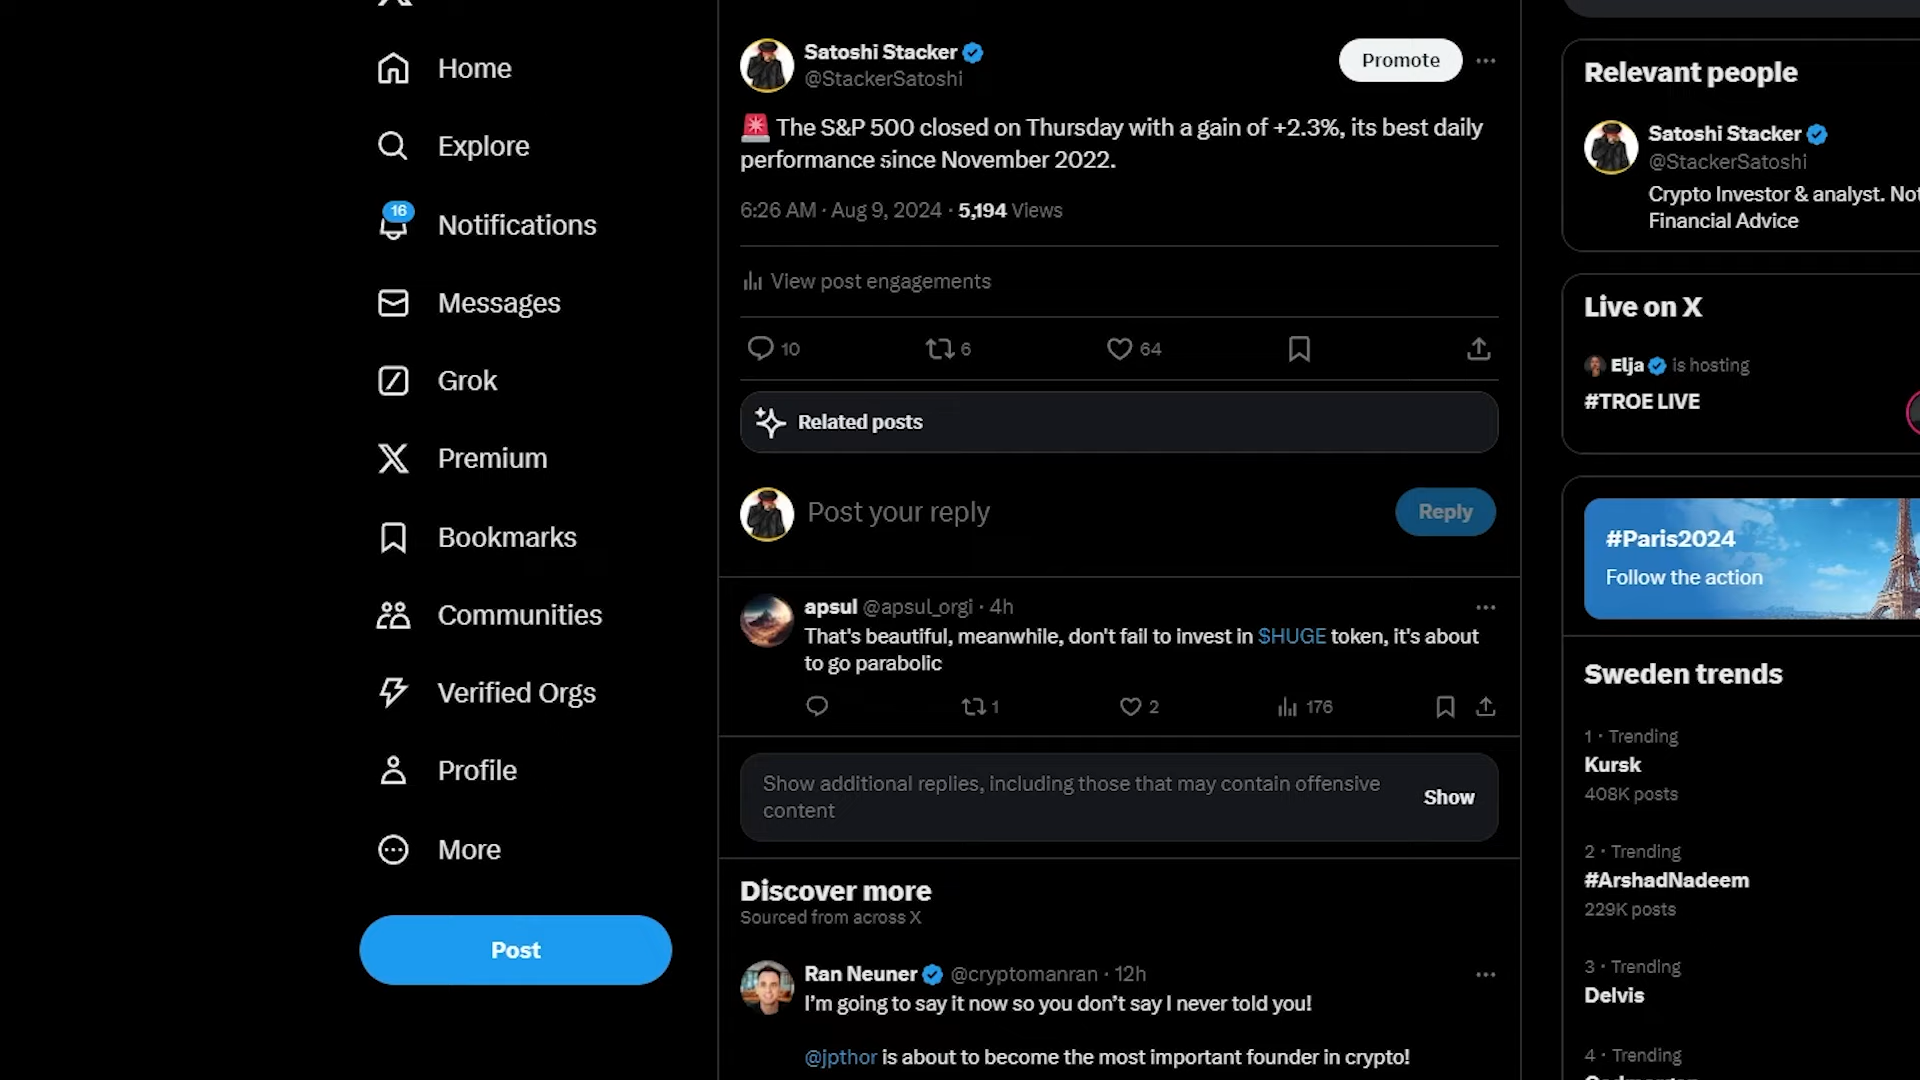 Home
Explore
16
Notifications
Messages
Grok
Premium
Bookmarks
Communities
Verified Orgs
Profile
More
Post
Satoshi Stacker
@StackerSatoshi
Promote
🚨 The S&P 500 closed on Thursday with a gain of +2.3%, its best daily
performance since November 2022.
6:26 AM · Aug 9, 2024 · 5,194 Views
View post engagements
10 6 64
Related posts
Post your reply
Reply
apsul @apsul_orgi · 4h
That's beautiful, meanwhile, don't fail to invest in $HUGE token, it's about
to go parabolic
1 2 176
Show additional replies, including those that may contain offensive
content
Show
Discover more
Sourced from across X
Ran Neuner @cryptomanran · 12h
I'm going to say it now so you don't say I never told you!
@jpthor is about to become the most important founder in crypto!
Relevant people
Satoshi Stacker
@StackerSatoshi
Crypto Investor & analyst. Not
Financial Advice
Live on X
Elja is hosting
#TROE LIVE
#Paris2024
Follow the action
Sweden trends
1 · Trending
Kursk
408K posts
2 · Trending
#ArshadNadeem
229K posts
3 · Trending
Delvis
4 · Trending